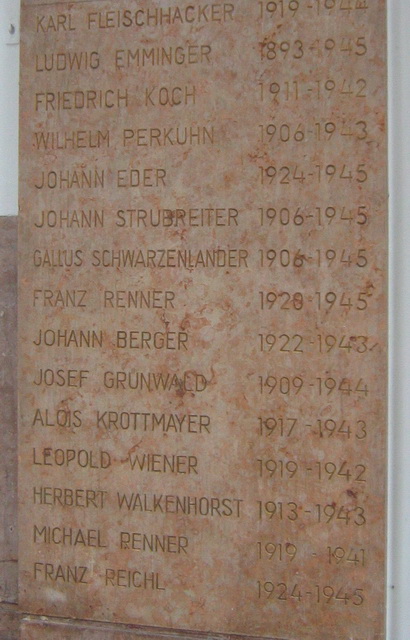 KARL FLEISCHHACKER 1919-1944
LUDWIG EMMINGER 1893-1945
FRIEDRICH KOCH 1911-1942
WILHELM PERKUHN 1906-1943
JOHANN EDER 1924-1945
JOHANN STRUBREITER 1906-1945
GALLUS SCHWARZENLANDER 1906-1945
FRANZ RENNER 1928-1945
JOHANN BERGER 1922-1943
JOSEF GRÜNWALD 1909-1944
ALOIS KROTTMAYER 1917-1943
LEOPOLD WIENER 1919-1942
HERBERT WALKENHORST 1913-1943
MICHAEL RENNER 1919-1941
FRANZ REICHL 1924-1945